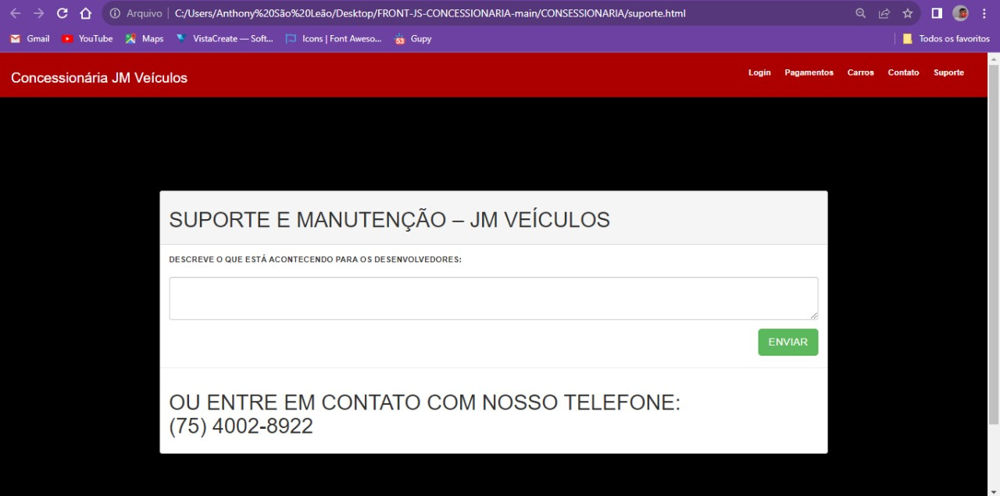 Arquivo C:/Users/Anthony%20São%20Leão/Desktop/FRONT-JS-CONCESSIONARIA-main/CONSESSIONARIA/suporte.html
Gmail YouTube Maps VistaCreate — Soft... Icons | Font Aweso... 53 Gupy Todos os favoritos
Concessionária JM Veículos Login Pagamentos Carros Contato Suporte
SUPORTE E MANUTENÇÃO – JM VEÍCULOS
DESCREVE O QUE ESTÁ ACONTECENDO PARA OS DESENVOLVEDORES:
ENVIAR
OU ENTRE EM CONTATO COM NOSSO TELEFONE:
(75) 4002-8922